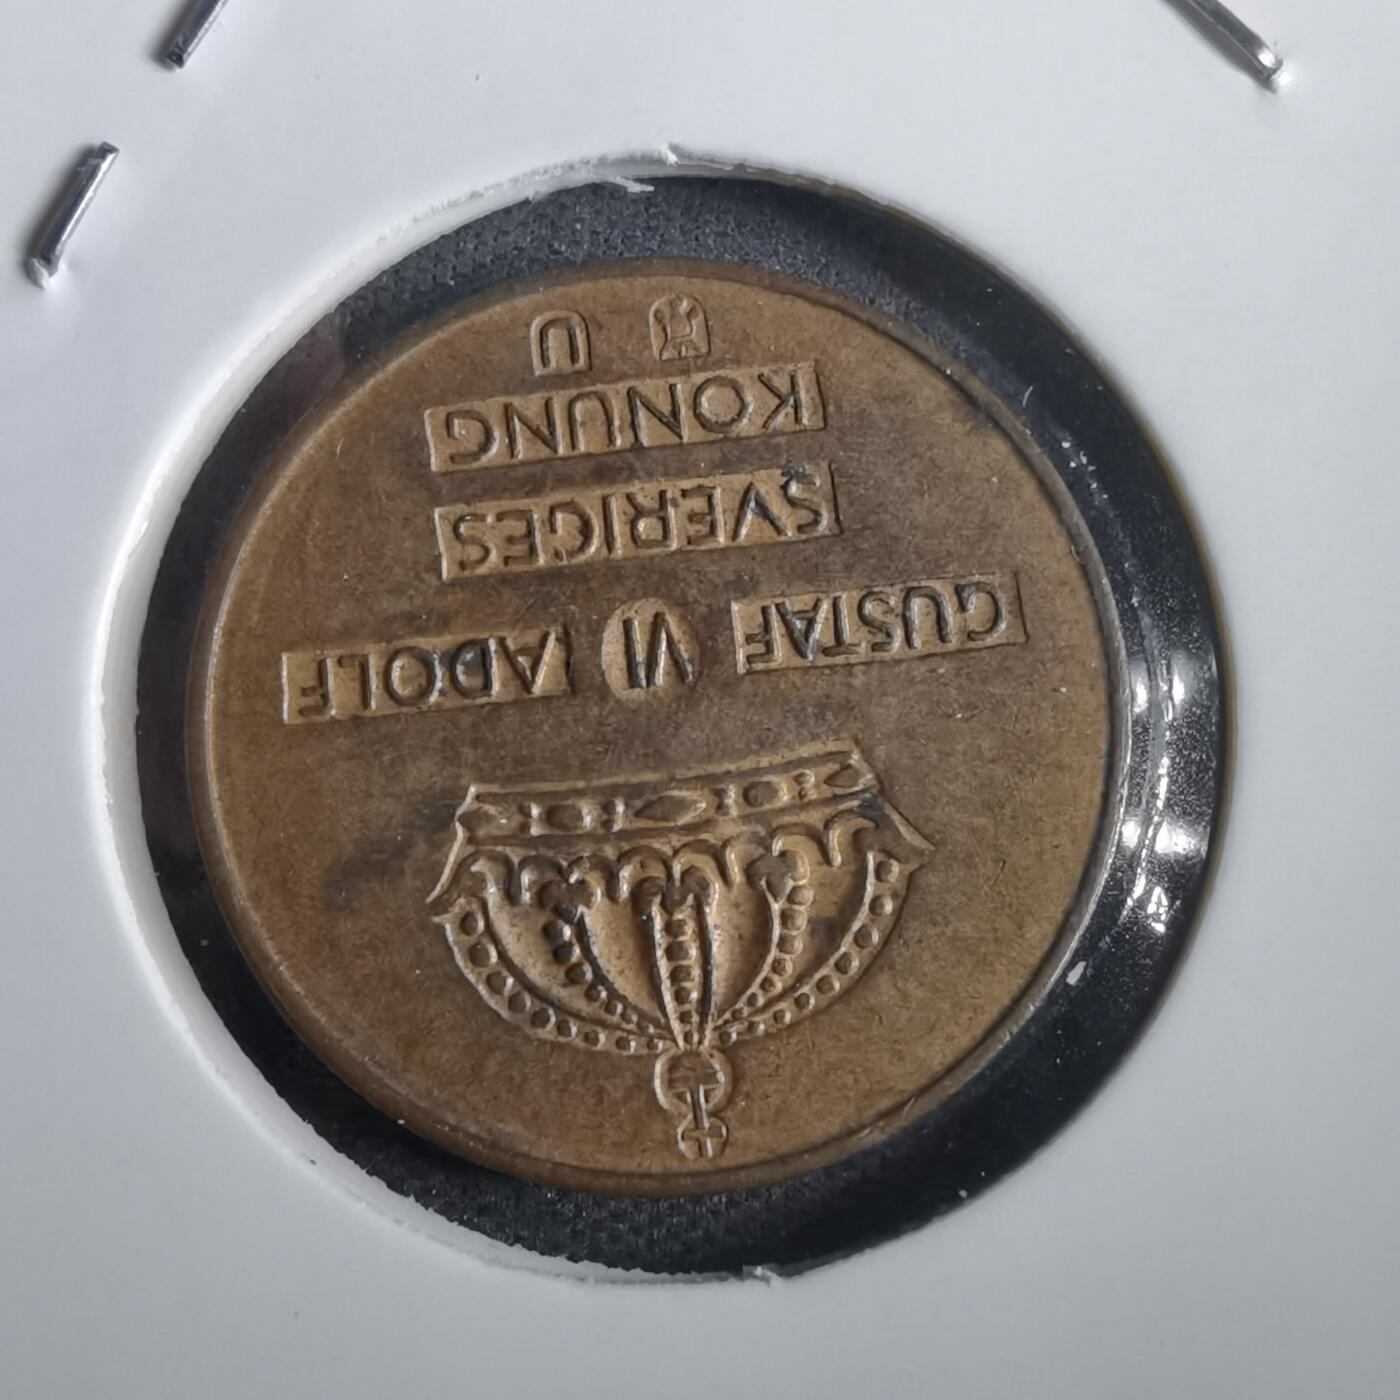 GUSTAF VI ADOLF
SVERIGES
KONUNG
U